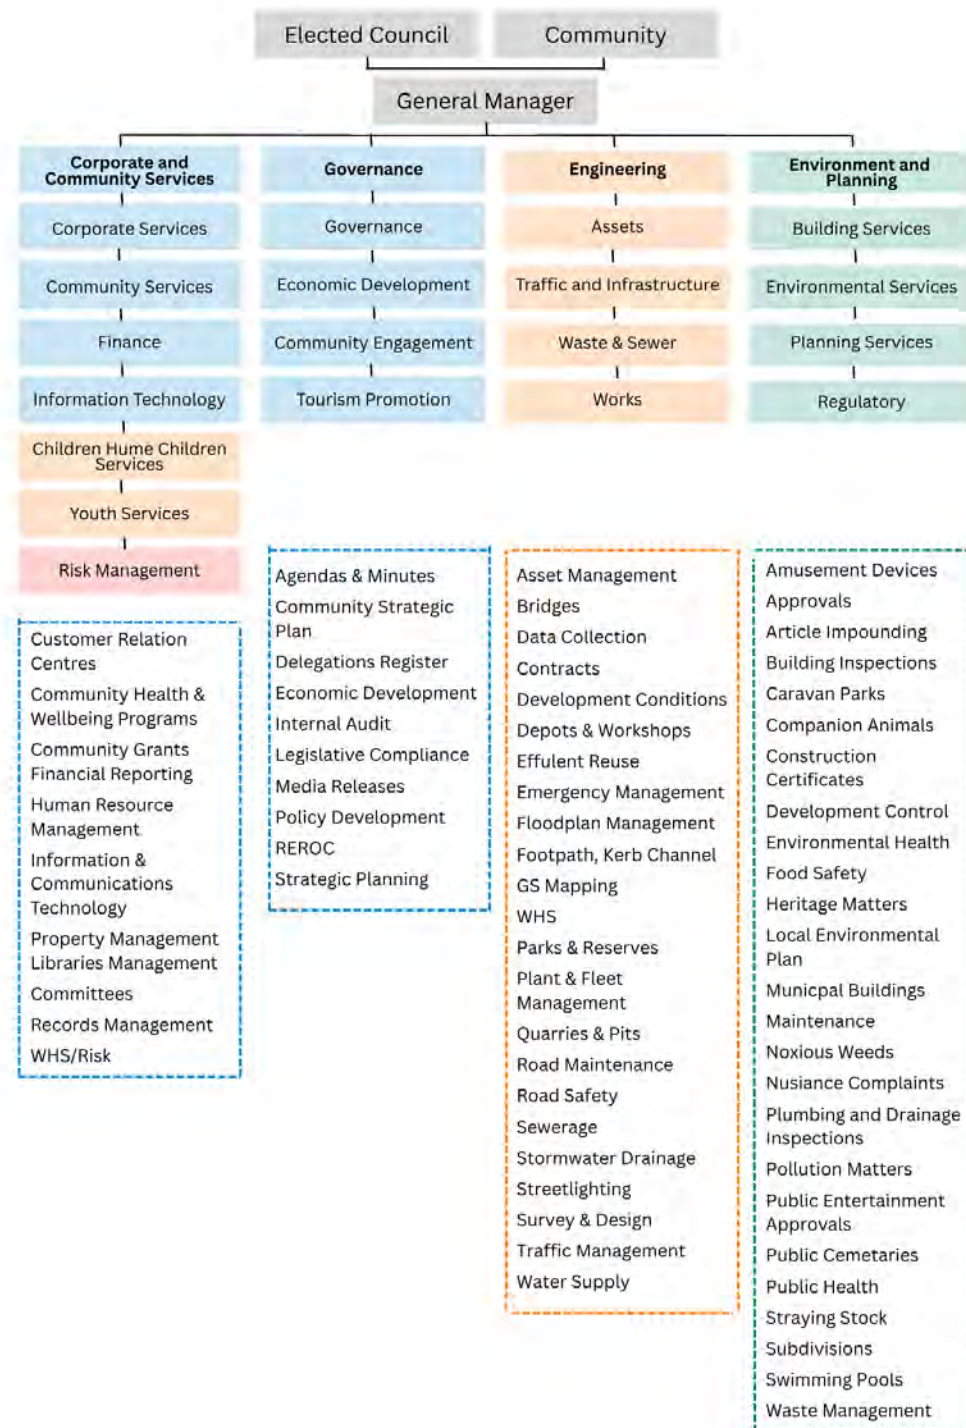 Elected Council
Community
General Manager
Corporate and
Community Services
Corporate Services
Community Services
Finance
Information Technology
Children Hume Children
Services
Youth Services
Risk Management
Governance
Governance
Economic Development
Community Engagement
Tourism Promotion
Engineering
Assets
Traffic and Infrastructure
Waste & Sewer
Works
Environment and
Planning
Building Services
Environmental Services
Planning Services
Regulatory
Customer Relation
Centres
Community Health &
Wellbeing Programs
Community Grants
Financial Reporting
Human Resource
Management
Information &
Communications
Technology
Property Management
Libraries Management
Committees
Records Management
WHS/Risk
Agendas & Minutes
Community Strategic
Plan
Delegations Register
Economic Development
Internal Audit
Legislative Compliance
Media Releases
Policy Development
REROC
Strategic Planning
Asset Management
Bridges
Data Collection
Contracts
Development Conditions
Depots & Workshops
Effulent Reuse
Emergency Management
Floodplan Management
Footpath, Kerb Channel
GS Mapping
WHS
Parks & Reserves
Plant & Fleet
Management
Quarries & Pits
Road Maintenance
Road Safety
Sewerage
Stormwater Drainage
Streetlighting
Survey & Design
Traffic Management
Water Supply
Amusement Devices
Approvals
Article Impounding
Building Inspections
Caravan Parks
Companion Animals
Construction
Certificates
Development Control
Environmental Health
Food Safety
Heritage Matters
Local Environmental
Plan
Municpal Buildings
Maintenance
Noxious Weeds
Nusiance Complaints
Plumbing and Drainage
Inspections
Pollution Matters
Public Entertainment
Approvals
Public Cemetaries
Public Health
Straying Stock
Subdivisions
Swimming Pools
Waste Management